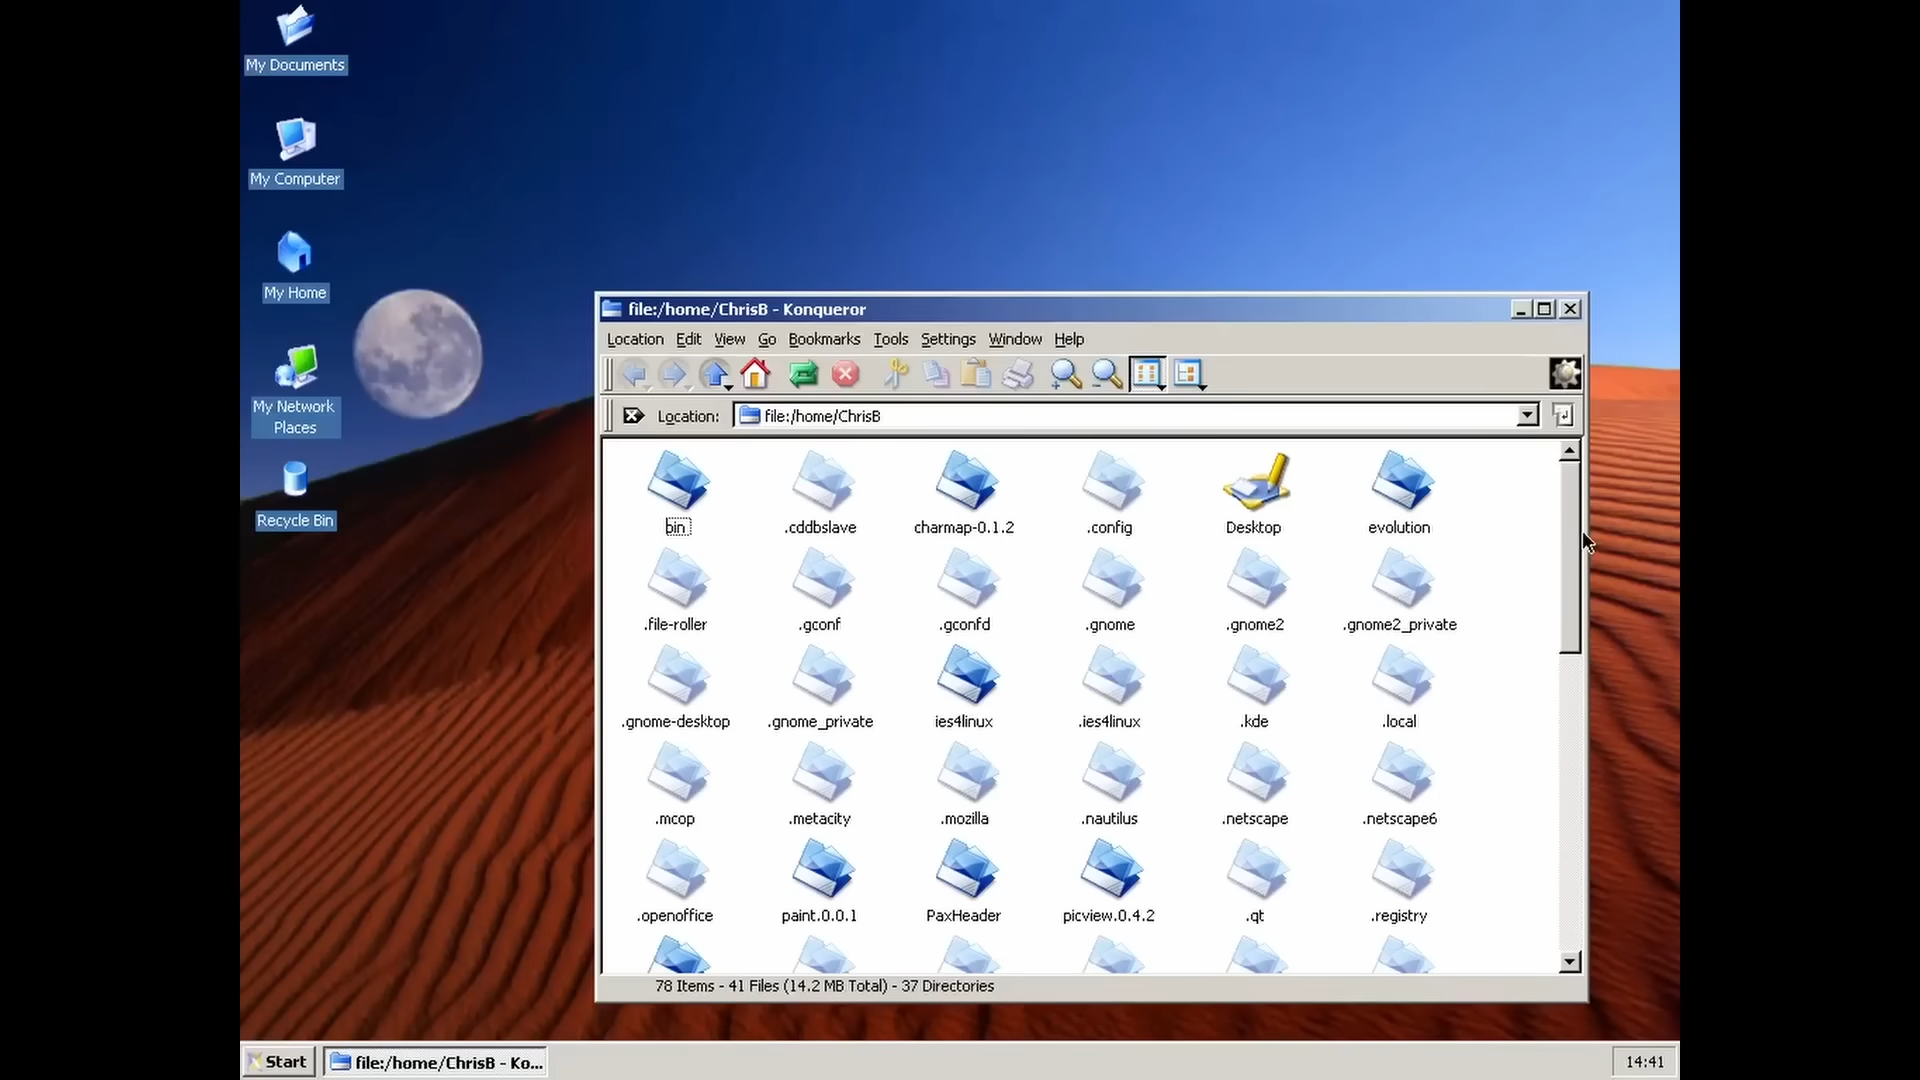 My Documents
My Computer
My Home
My Network
Places
Recycle Bin
file:/home/ChrisB - Konqueror
Location Edit View Go Bookmarks Tools Settings Window Help
Location: file:/home/ChrisB
bin .cddbslave charmap-0.1.2 .config Desktop evolution
.file-roller .gconf .gconfd .gnome .gnome2 .gnome2_private
.gnome-desktop .gnome_private ies4linux .ies4linux .kde .local
.mcop .metacity .mozilla .nautilus .netscape .netscape6
.openoffice paint.0.0.1 PaxHeader picview.0.4.2 .qt .registry
78 Items - 41 Files (14.2 MB Total) - 37 Directories
Start file:/home/ChrisB - Ko... 14:41